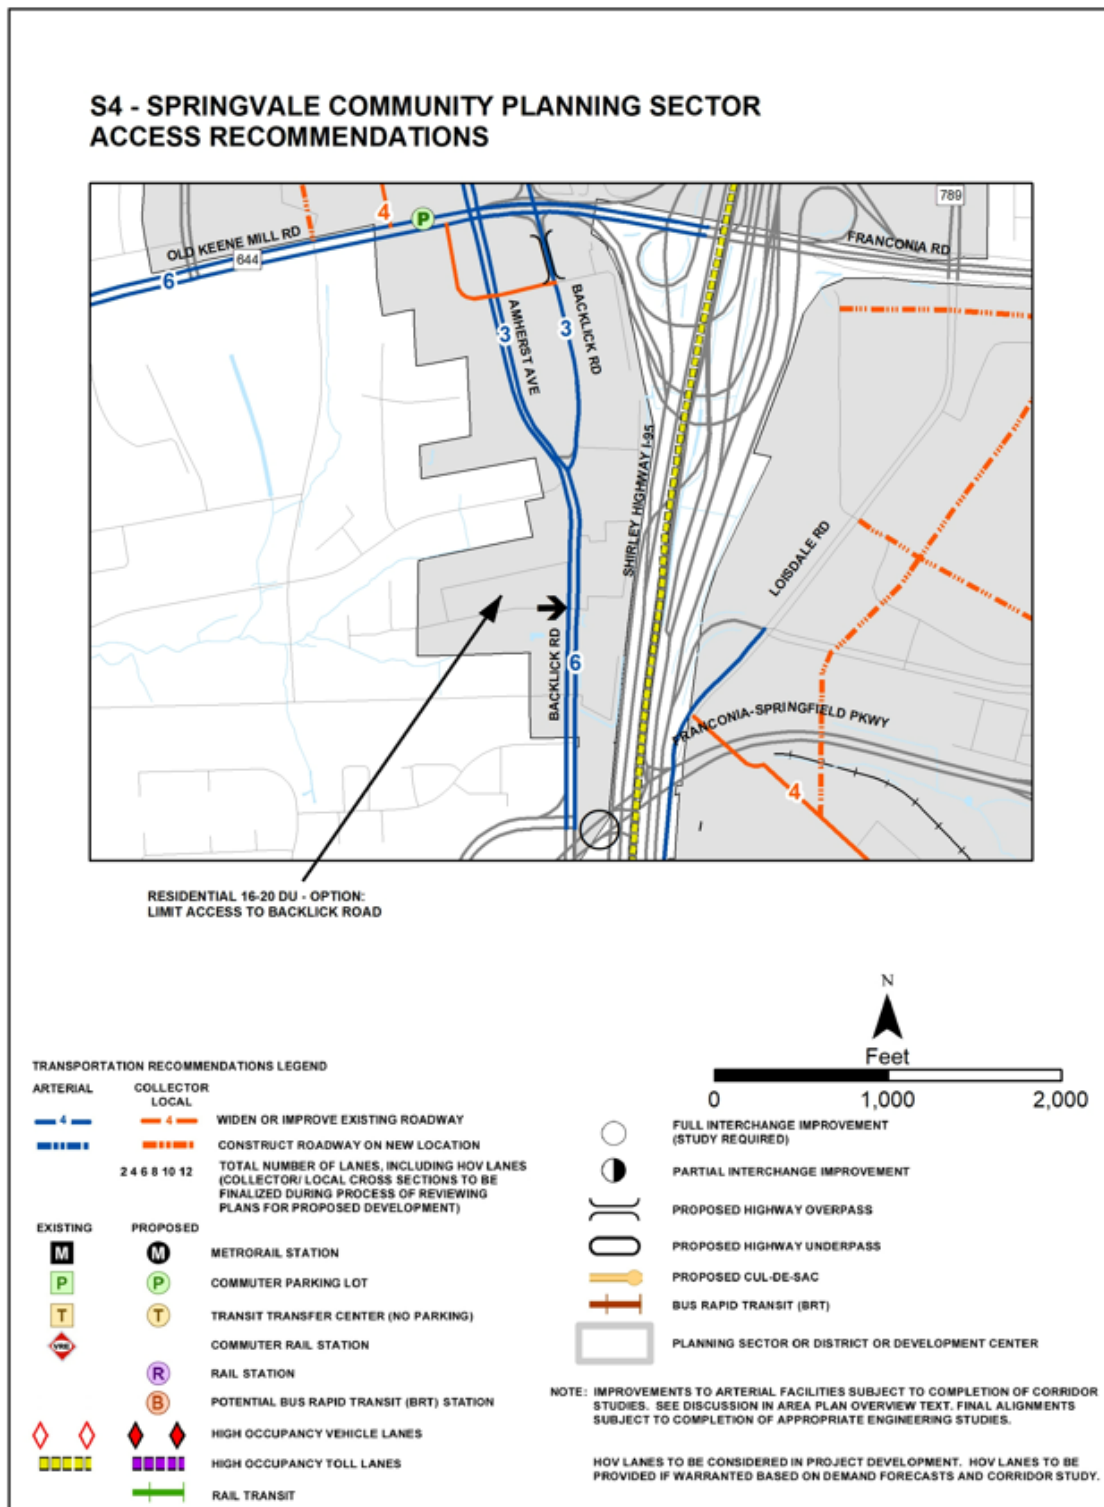 S4 - SPRINGVALE COMMUNITY PLANNING SECTOR
ACCESS RECOMMENDATIONS
789
4
P
OLD KEENE MILL RD
644
6
FRANCONIA RD
BACKLICK RD
AMHERST AVE
3
3
SHIRLEY HIGHWAY I-95
LOISDALE RD
BACKLICK RD
6
FRANCONIA-SPRINGFIELD PKWY
4
RESIDENTIAL 16-20 DU - OPTION:
LIMIT ACCESS TO BACKLICK ROAD
N
Feet
0 1,000 2,000
TRANSPORTATION RECOMMENDATIONS LEGEND
ARTERIAL COLLECTOR
LOCAL
4 4 WIDEN OR IMPROVE EXISTING ROADWAY
CONSTRUCT ROADWAY ON NEW LOCATION
2 4 6 8 10 12 TOTAL NUMBER OF LANES, INCLUDING HOV LANES
(COLLECTOR/ LOCAL CROSS SECTIONS TO BE
FINALIZED DURING PROCESS OF REVIEWING
PLANS FOR PROPOSED DEVELOPMENT)
EXISTING PROPOSED
M M METRORAIL STATION
P P COMMUTER PARKING LOT
T T TRANSIT TRANSFER CENTER (NO PARKING)
VRE COMMUTER RAIL STATION
R RAIL STATION
B POTENTIAL BUS RAPID TRANSIT (BRT) STATION
HIGH OCCUPANCY VEHICLE LANES
HIGH OCCUPANCY TOLL LANES
RAIL TRANSIT
FULL INTERCHANGE IMPROVEMENT
(STUDY REQUIRED)
PARTIAL INTERCHANGE IMPROVEMENT
PROPOSED HIGHWAY OVERPASS
PROPOSED HIGHWAY UNDERPASS
PROPOSED CUL-DE-SAC
BUS RAPID TRANSIT (BRT)
PLANNING SECTOR OR DISTRICT OR DEVELOPMENT CENTER
NOTE: IMPROVEMENTS TO ARTERIAL FACILITIES SUBJECT TO COMPLETION OF CORRIDOR
STUDIES. SEE DISCUSSION IN AREA PLAN OVERVIEW TEXT. FINAL ALIGNMENTS
SUBJECT TO COMPLETION OF APPROPRIATE ENGINEERING STUDIES.
HOV LANES TO BE CONSIDERED IN PROJECT DEVELOPMENT. HOV LANES TO BE
PROVIDED IF WARRANTED BASED ON DEMAND FORECASTS AND CORRIDOR STUDY.